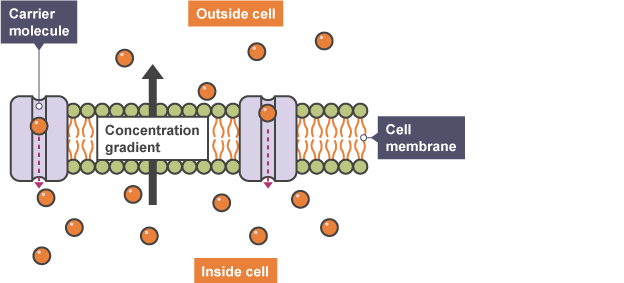 Carrier
molecule
Outside cell
Concentration
gradient
Cell
membrane
Inside cell